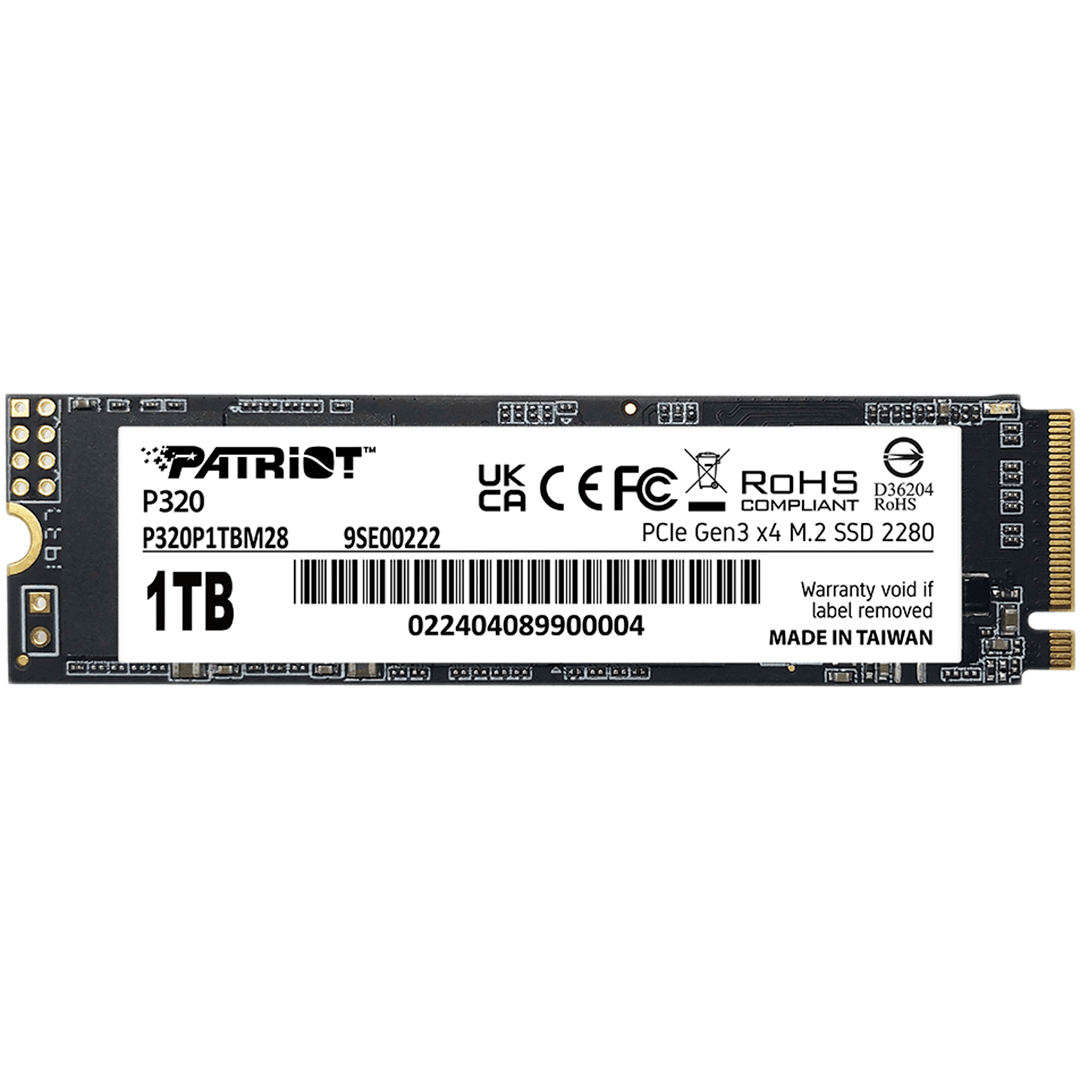 PATRIOT™
P320
P320P1TBM28 9SE00222
UK CA CE FC RoHS COMPLIANT D36204 RoHS
PCIe Gen3 x4 M.2 SSD 2280
1TB
022404089900004
Warranty void if
label removed
MADE IN TAIWAN